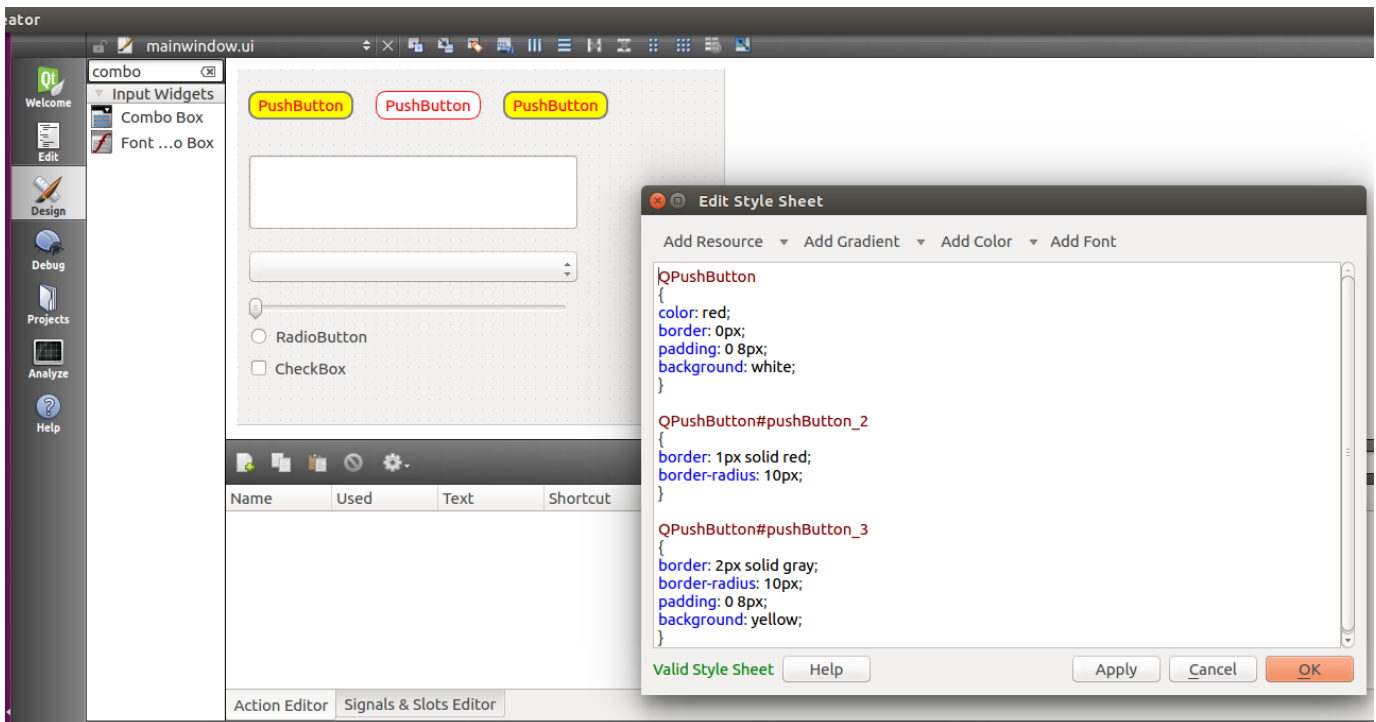 ator
mainwindow.ui
Welcome
Edit
Design
Debug
Projects
Analyze
Help
combo
Input Widgets
Combo Box
Font ...o Box
PushButton
PushButton
PushButton
RadioButton
CheckBox
Name Used Text Shortcut
Action Editor Signals & Slots Editor
Edit Style Sheet
Add Resource Add Gradient Add Color Add Font
QPushButton
{
color: red;
border: 0px;
padding: 0 8px;
background: white;
}
QPushButton#pushButton_2
{
border: 1px solid red;
border-radius: 10px;
}
QPushButton#pushButton_3
{
border: 2px solid gray;
border-radius: 10px;
padding: 0 8px;
background: yellow;
}
Valid Style Sheet Help Apply Cancel OK